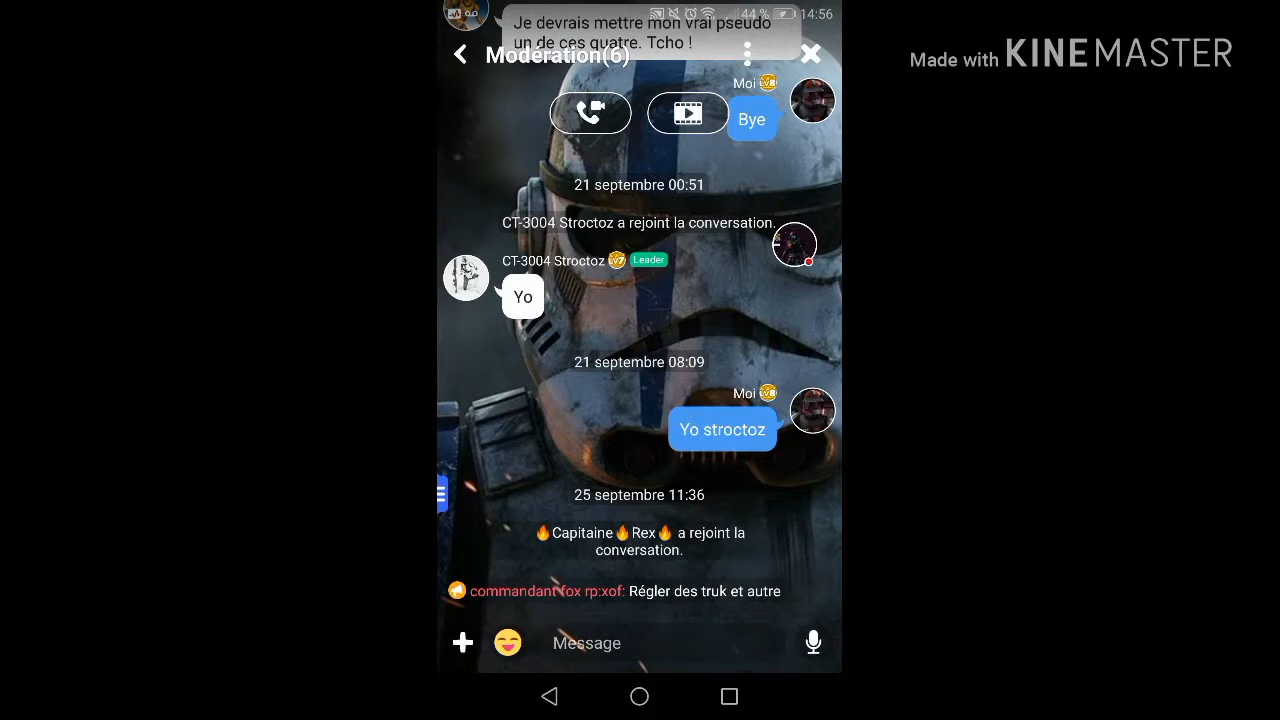 44 % 14:56
Je devrais mettre mon vrai pseudo
un de ces quatre. Tcho !
Modération(6)
Made with KINEMASTER
Moi LV8
Bye
21 septembre 00:51
CT-3004 Stroctoz a rejoint la conversation.
CT-3004 Stroctoz LV7 Leader
Yo
21 septembre 08:09
Moi LV8
Yo stroctoz
25 septembre 11:36
🔥Capitaine🔥Rex🔥 a rejoint la
conversation.
commandant fox rp:xof: Régler des truk et autre
Message